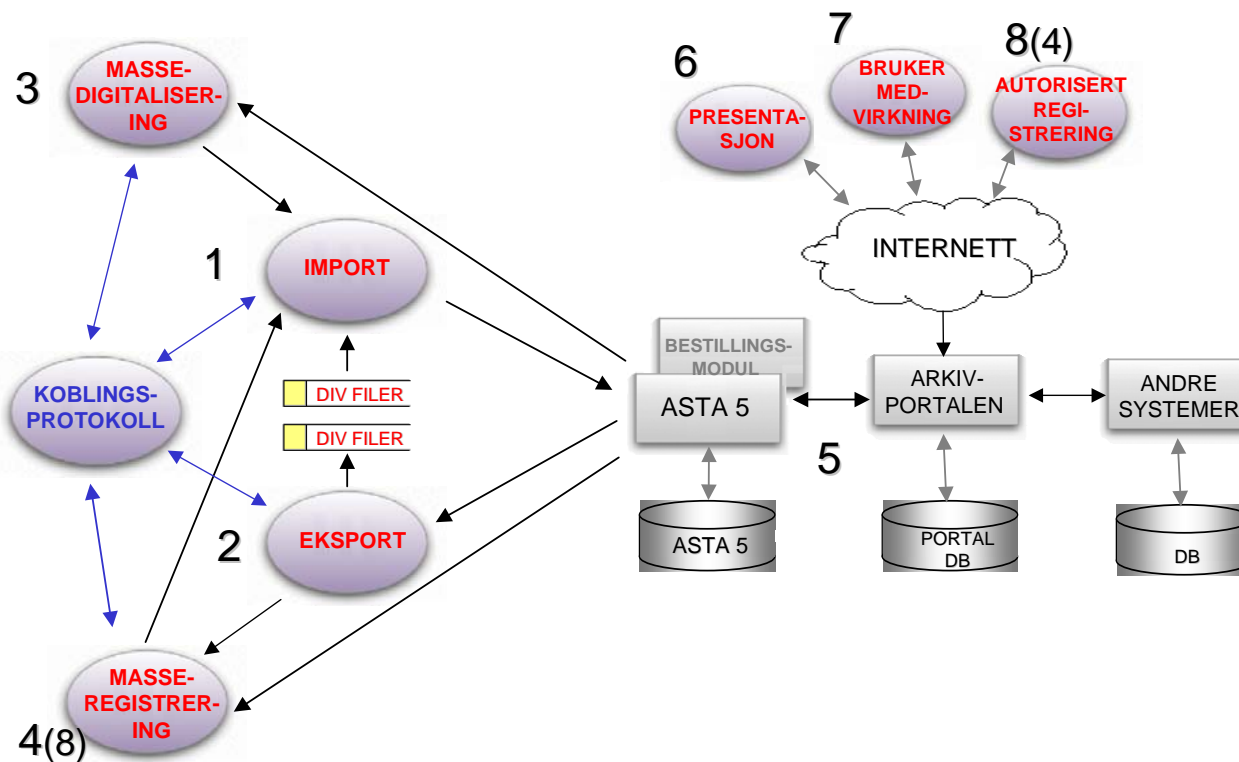 3
MASSE-
DIGITALISER-
ING
6
PRESENTA-
SJON
7
BRUKER
MED-
VIRKNING
8(4)
AUTORISERT
REGI-
STRERING
INTERNETT
1
IMPORT
DIV FILER
DIV FILER
KOBLINGS-
PROTOKOLL
2
EKSPORT
4(8)
MASSE-
REGISTRER-
ING
BESTILLINGS-
MODUL
ASTA 5
ARKIV-
PORTALEN
ANDRE
SYSTEMER
5
ASTA 5
PORTAL
DB
DB